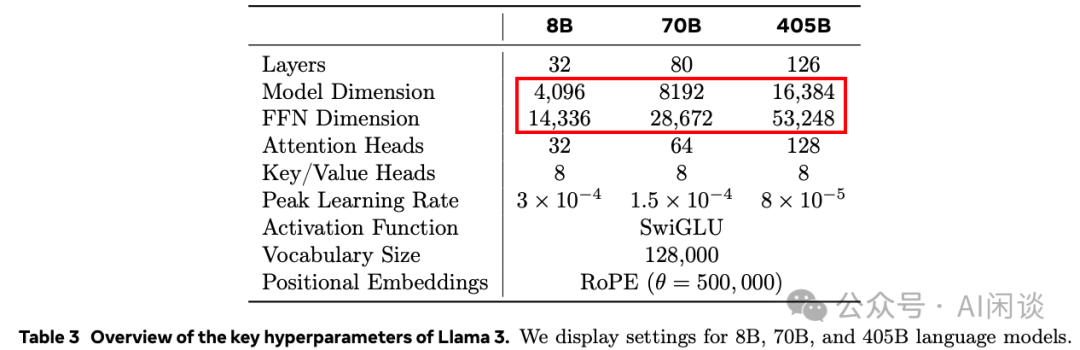 8B 70B 405B
Layers 32 80 126
Model Dimension 4,096 8192 16,384
FFN Dimension 14,336 28,672 53,248
Attention Heads 32 64 128
Key/Value Heads 8 8 8
Peak Learning Rate 3 × 10⁻⁴ 1.5 × 10⁻⁴ 8 × 10⁻⁵
Activation Function SwiGLU
Vocabulary Size 128,000
Positional Embeddings RoPE (θ = 500,000)
公众号 · AI闲谈
Table 3 Overview of the key hyperparameters of Llama 3. We display settings for 8B, 70B, and 405B language models.